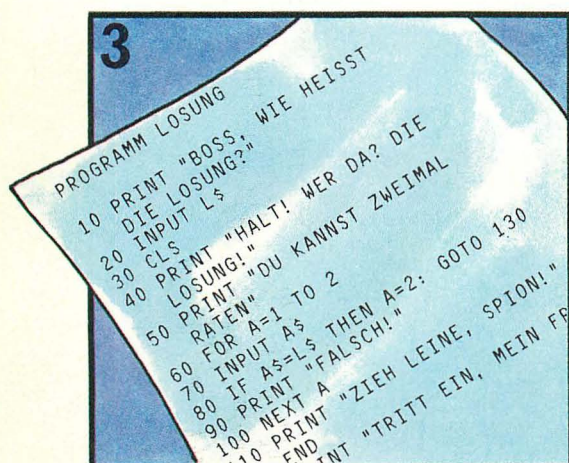 3
PROGRAMM LOSUNG
10 PRINT "BOSS, WIE HEISST
DIE LOSUNG?"
20 INPUT L$
30 CLS
40 PRINT "HALT! WER DA? DIE
LOSUNG!"
50 PRINT "DU KANNST ZWEIMAL
RATEN"
60 FOR A=1 TO 2
70 INPUT A$
80 IF A$=L$ THEN A=2: GOTO 130
90 PRINT "FALSCH!"
100 NEXT A
110 PRINT "ZIEH LEINE, SPION!"
END
"TRITT EIN, MEIN